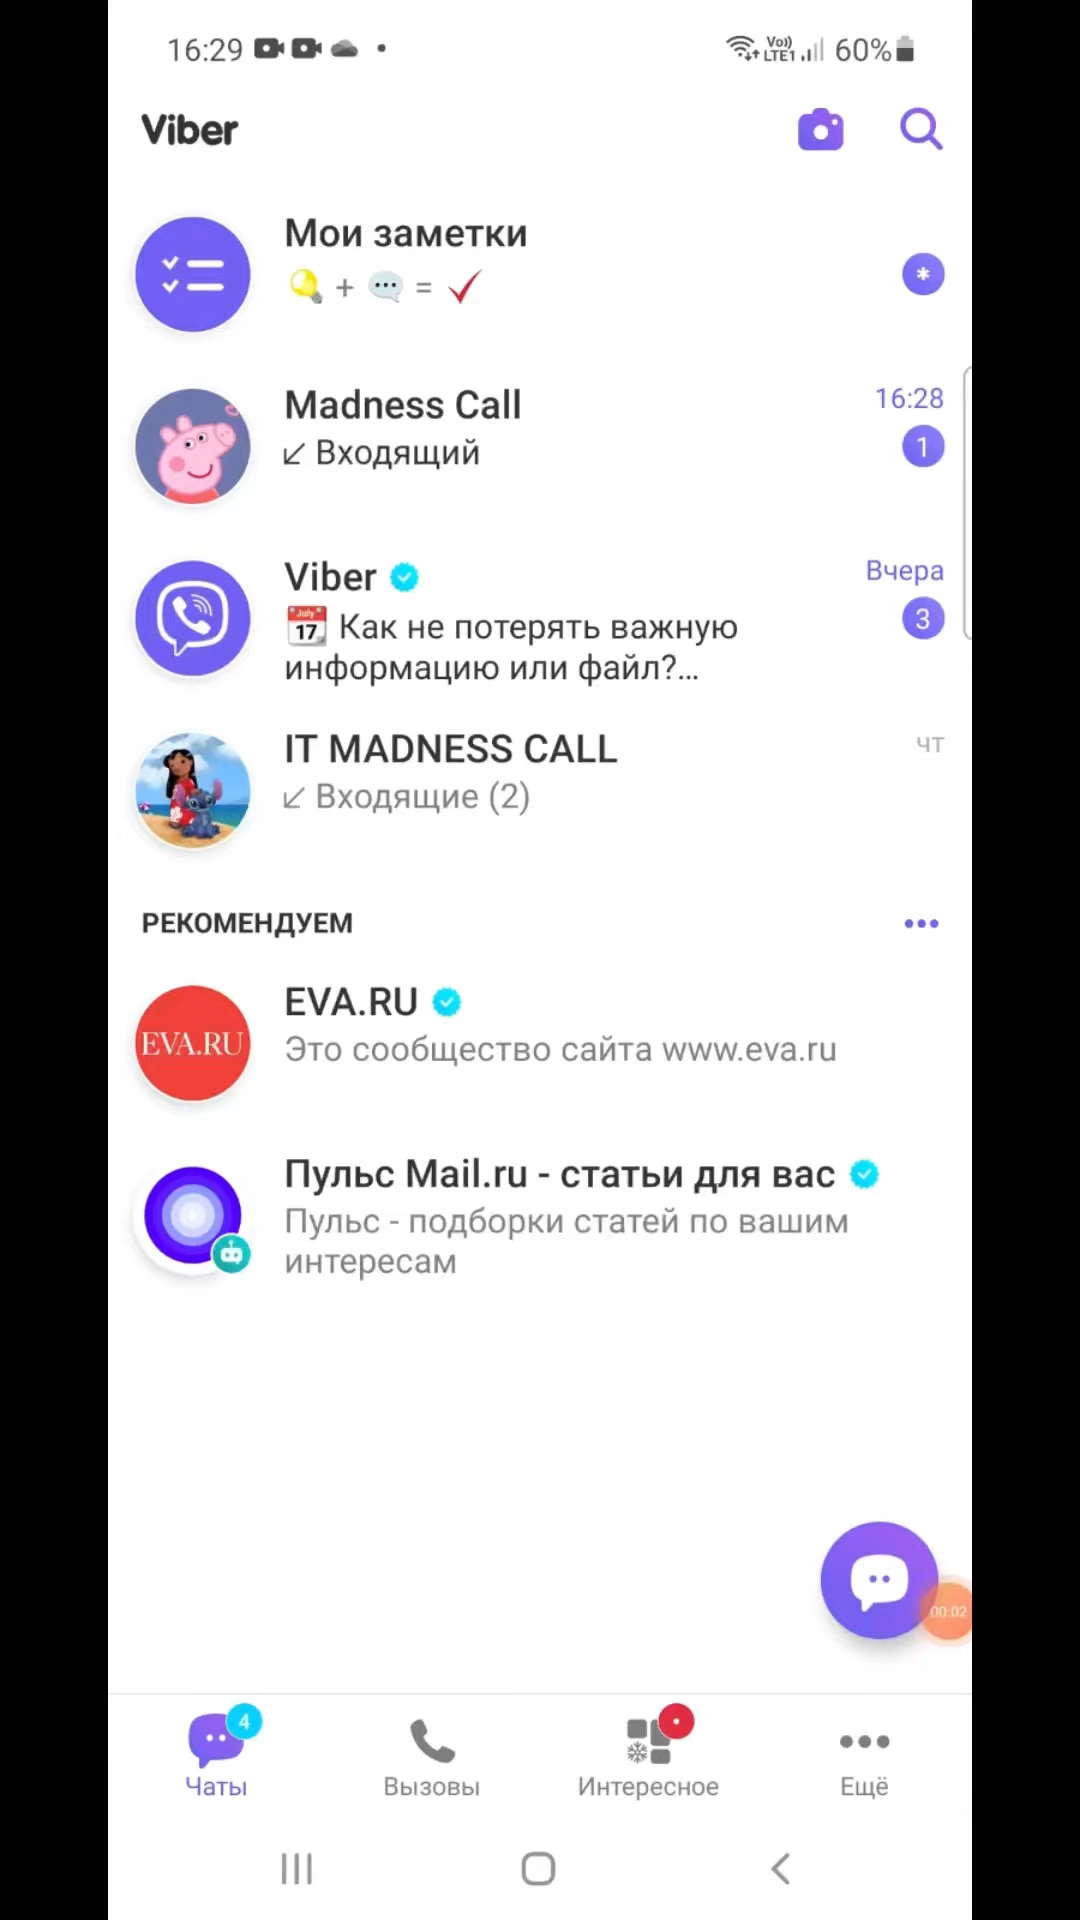 16:29
Vo)) LTE1 60%
Viber
Мои заметки
+ = 
*
Madness Call
16:28
Входящий
1
Viber
Вчера
July 17 Как не потерять важную
3
информацию или файл?...
IT MADNESS CALL
чт
Входящие (2)
РЕКОМЕНДУЕМ
EVA.RU
EVA.RU
Это сообщество сайта www.eva.ru
Пульс Mail.ru - статьи для вас
Пульс - подборки статей по вашим
интересам
00:02
4
Чаты
Вызовы
Интересное
Ещё